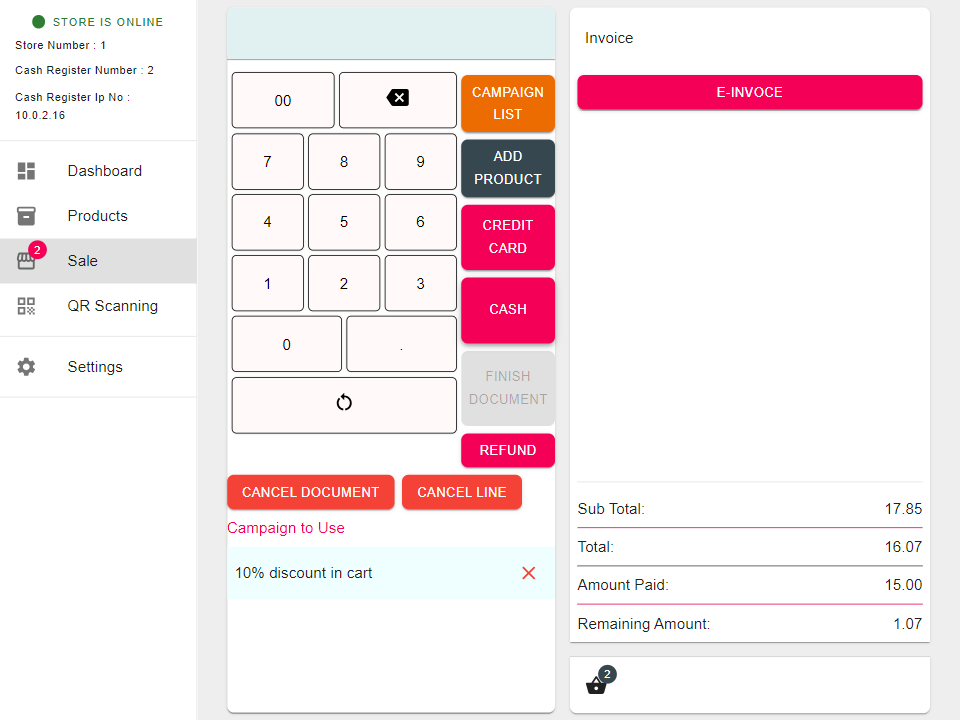 STORE IS ONLINE
Store Number : 1
Cash Register Number : 2
Cash Register Ip No :
10.0.2.16
Dashboard
Products
2
Sale
QR Scanning
Settings
00
7 8 9
4 5 6
1 2 3
0 .
CAMPAIGN
LIST
ADD
PRODUCT
CREDIT
CARD
CASH
FINISH
DOCUMENT
REFUND
CANCEL DOCUMENT CANCEL LINE
Campaign to Use
10% discount in cart
Invoice
E-INVOCE
Sub Total: 17.85
Total: 16.07
Amount Paid: 15.00
Remaining Amount: 1.07
2